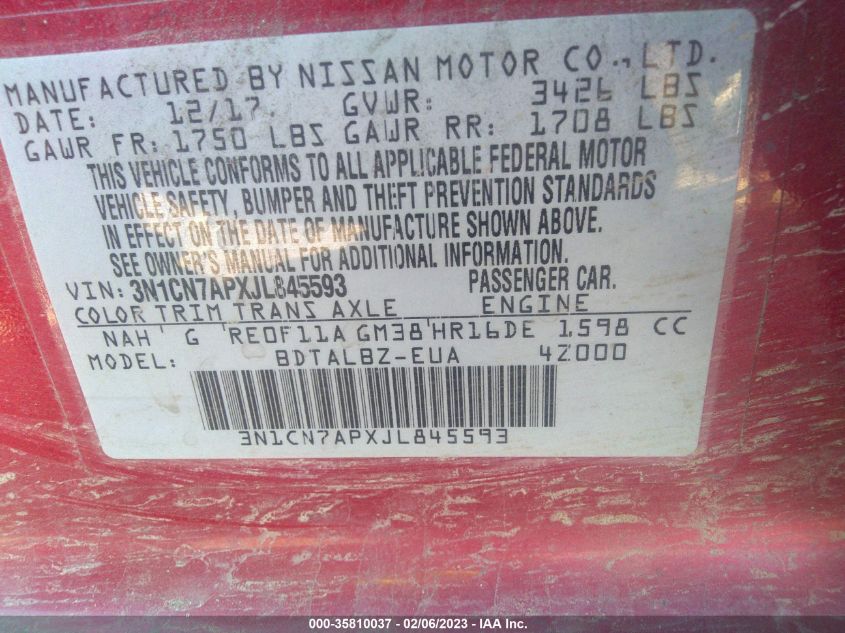 MANUFACTURED BY NISSAN MOTOR CO., LTD.
DATE: 12/17 GVWR: 3426 LBS
GAWR FR: 1750 LBS GAWR RR: 1708 LBS
THIS VEHICLE CONFORMS TO ALL APPLICABLE FEDERAL MOTOR
VEHICLE SAFETY, BUMPER AND THEFT PREVENTION STANDARDS
IN EFFECT ON THE DATE OF MANUFACTURE SHOWN ABOVE.
SEE OWNER'S MANUAL FOR ADDITIONAL INFORMATION.
VIN: 3N1CN7APXJL845593 PASSENGER CAR.
COLOR TRIM TRANS AXLE ENGINE
NAH G RE0F11A GM38 HR16DE 1598 CC
MODEL: BDTALBZ-EUA 4Z000
3N1CN7APXJL845593
000-35810037 - 02/06/2023 - IAA Inc.